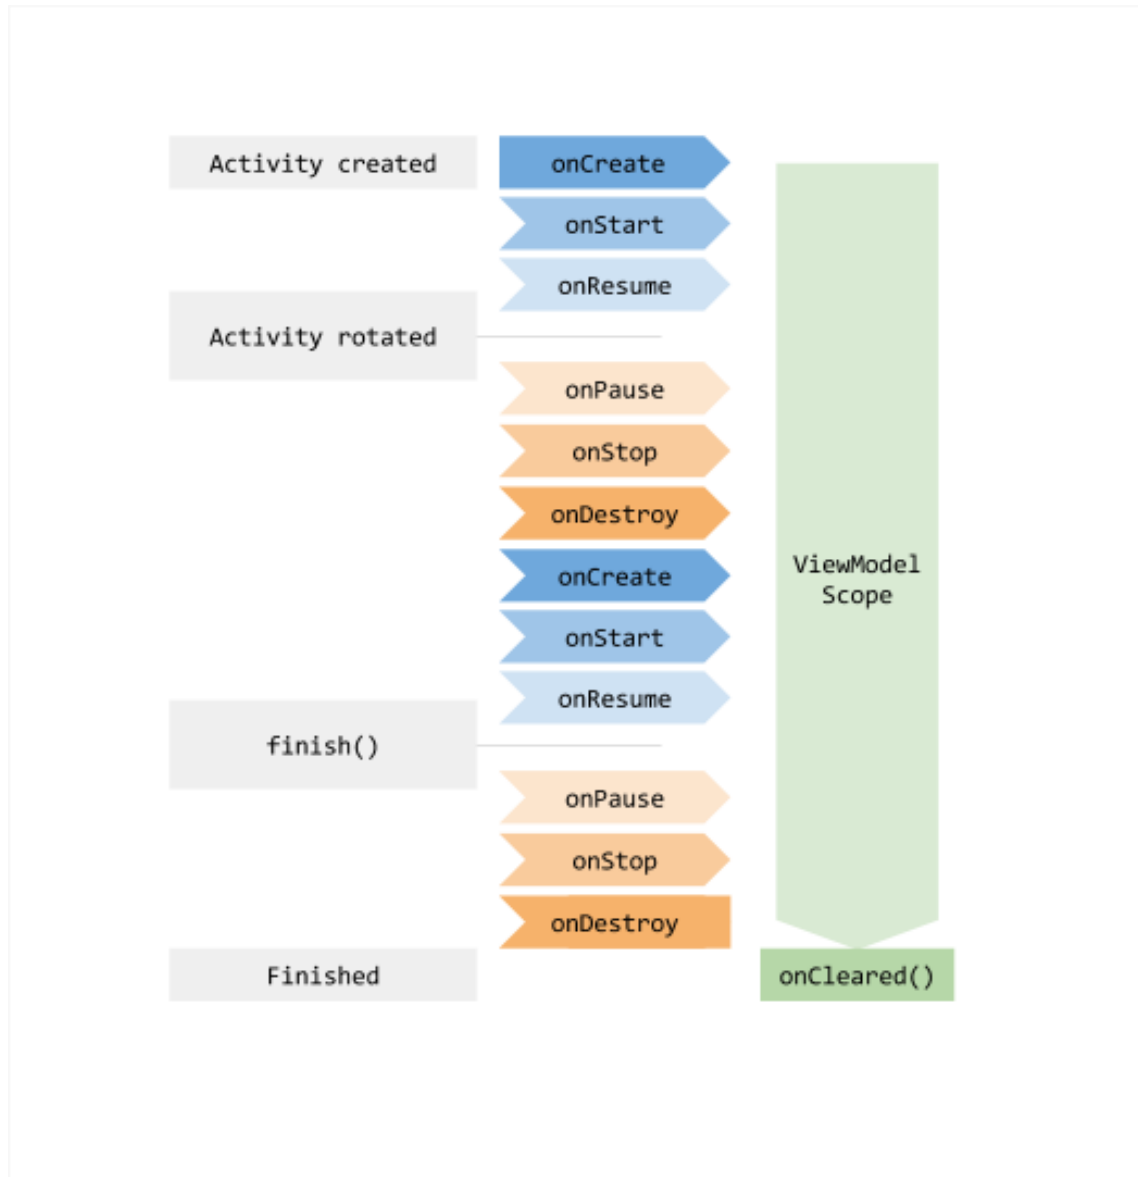 Activity created
onCreate
onStart
onResume
Activity rotated
onPause
onStop
onDestroy
onCreate
onStart
onResume
finish()
onPause
onStop
onDestroy
Finished
ViewModel
Scope
onCleared()